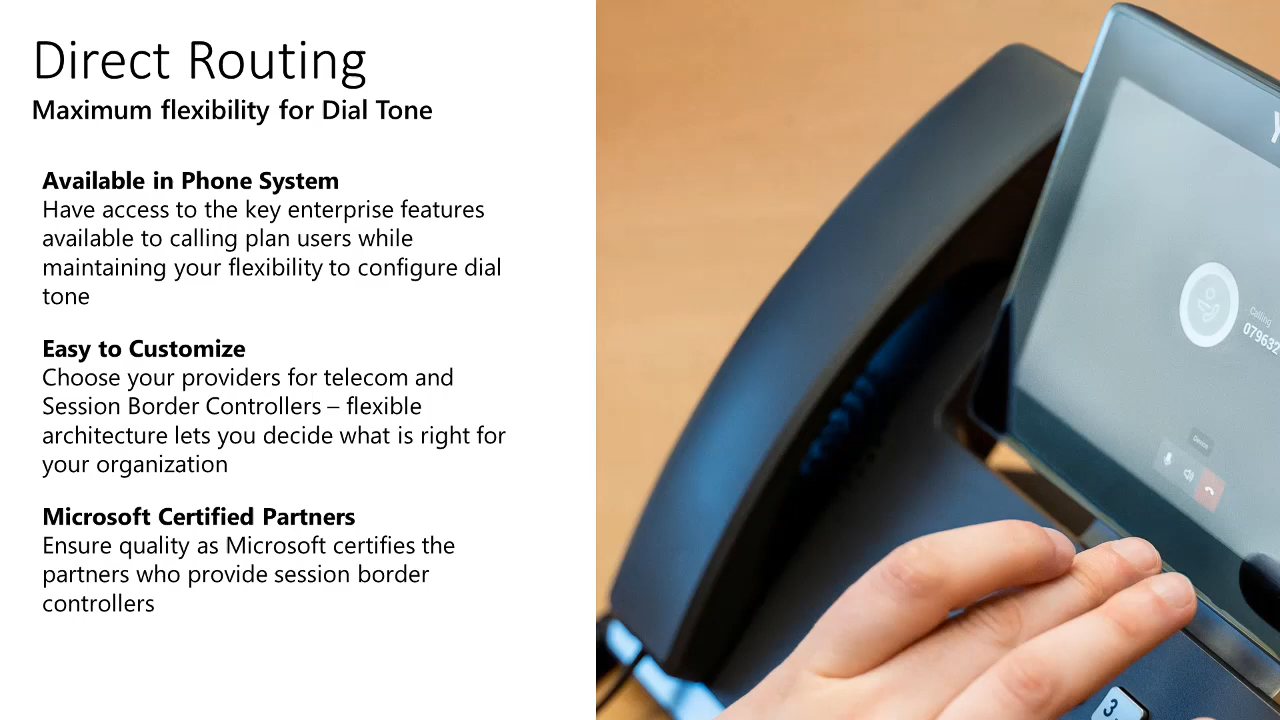 Direct Routing
Maximum flexibility for Dial Tone
Available in Phone System
Have access to the key enterprise features
available to calling plan users while
maintaining your flexibility to configure dial
tone
Easy to Customize
Choose your providers for telecom and
Session Border Controllers – flexible
architecture lets you decide what is right for
your organization
Microsoft Certified Partners
Ensure quality as Microsoft certifies the
partners who provide session border
controllers
Calling
079632
3